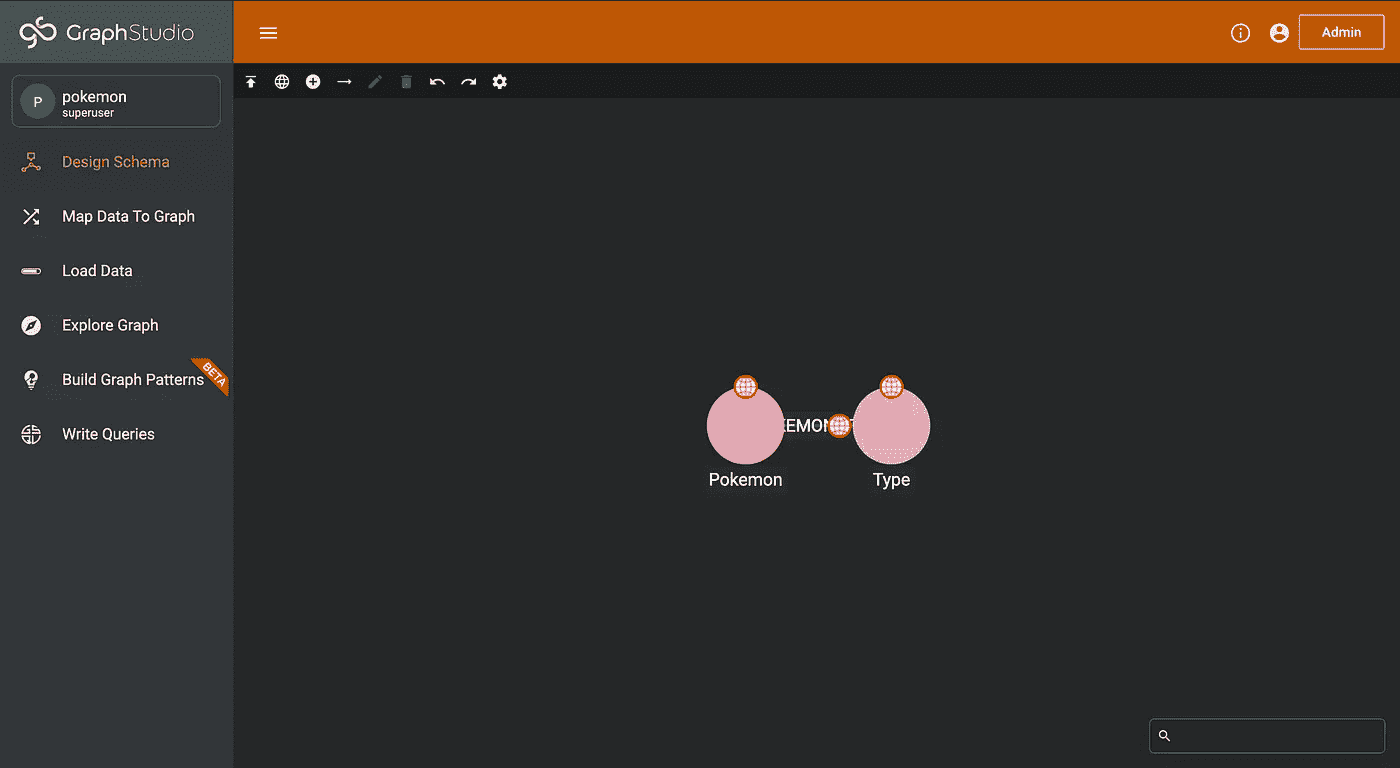 GraphStudio
Admin
P
pokemon
superuser
Design Schema
Map Data To Graph
Load Data
Explore Graph
Build Graph Patterns
BETA
Write Queries
Pokemon
Type